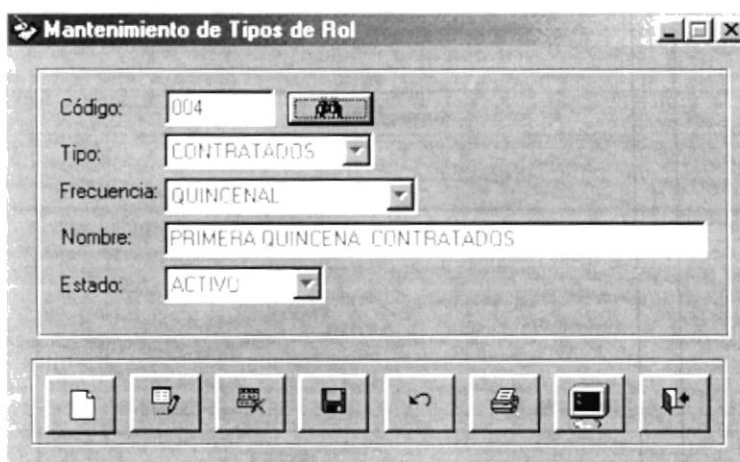 Mantenimiento de Tipos de Rol
Código: 004
Tipo: CONTRATADOS
Frecuencia: QUINCENAL
Nombre: PRIMERA QUINCENA CONTRATADOS
Estado: ACTIVO